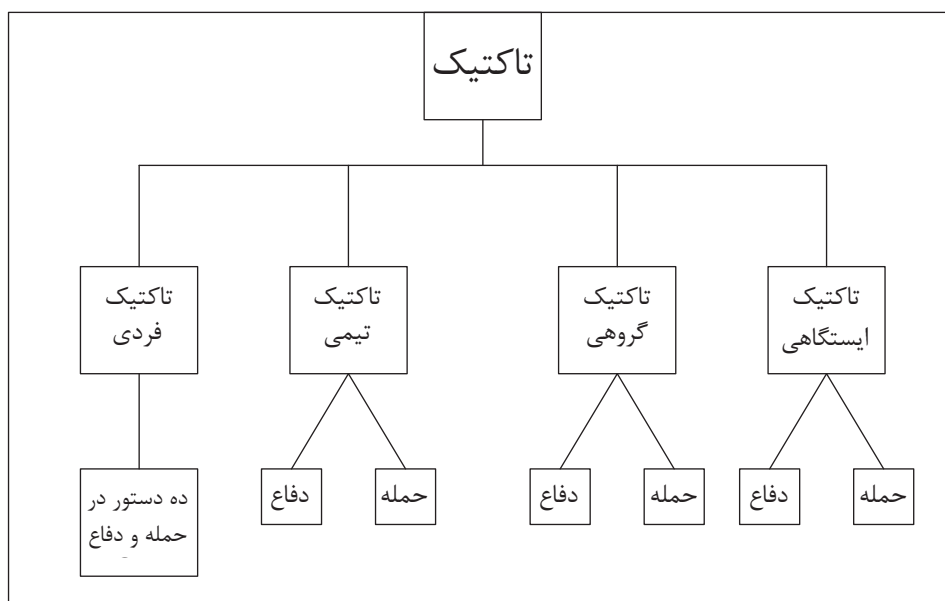 تاکتیک
تاکتیک
ایستگاهی
تاکتیک
گروهی
تاکتیک
تیمی
تاکتیک
فردی
حمله
دفاع
حمله
دفاع
حمله
دفاع
ده دستور در
حمله و دفاع